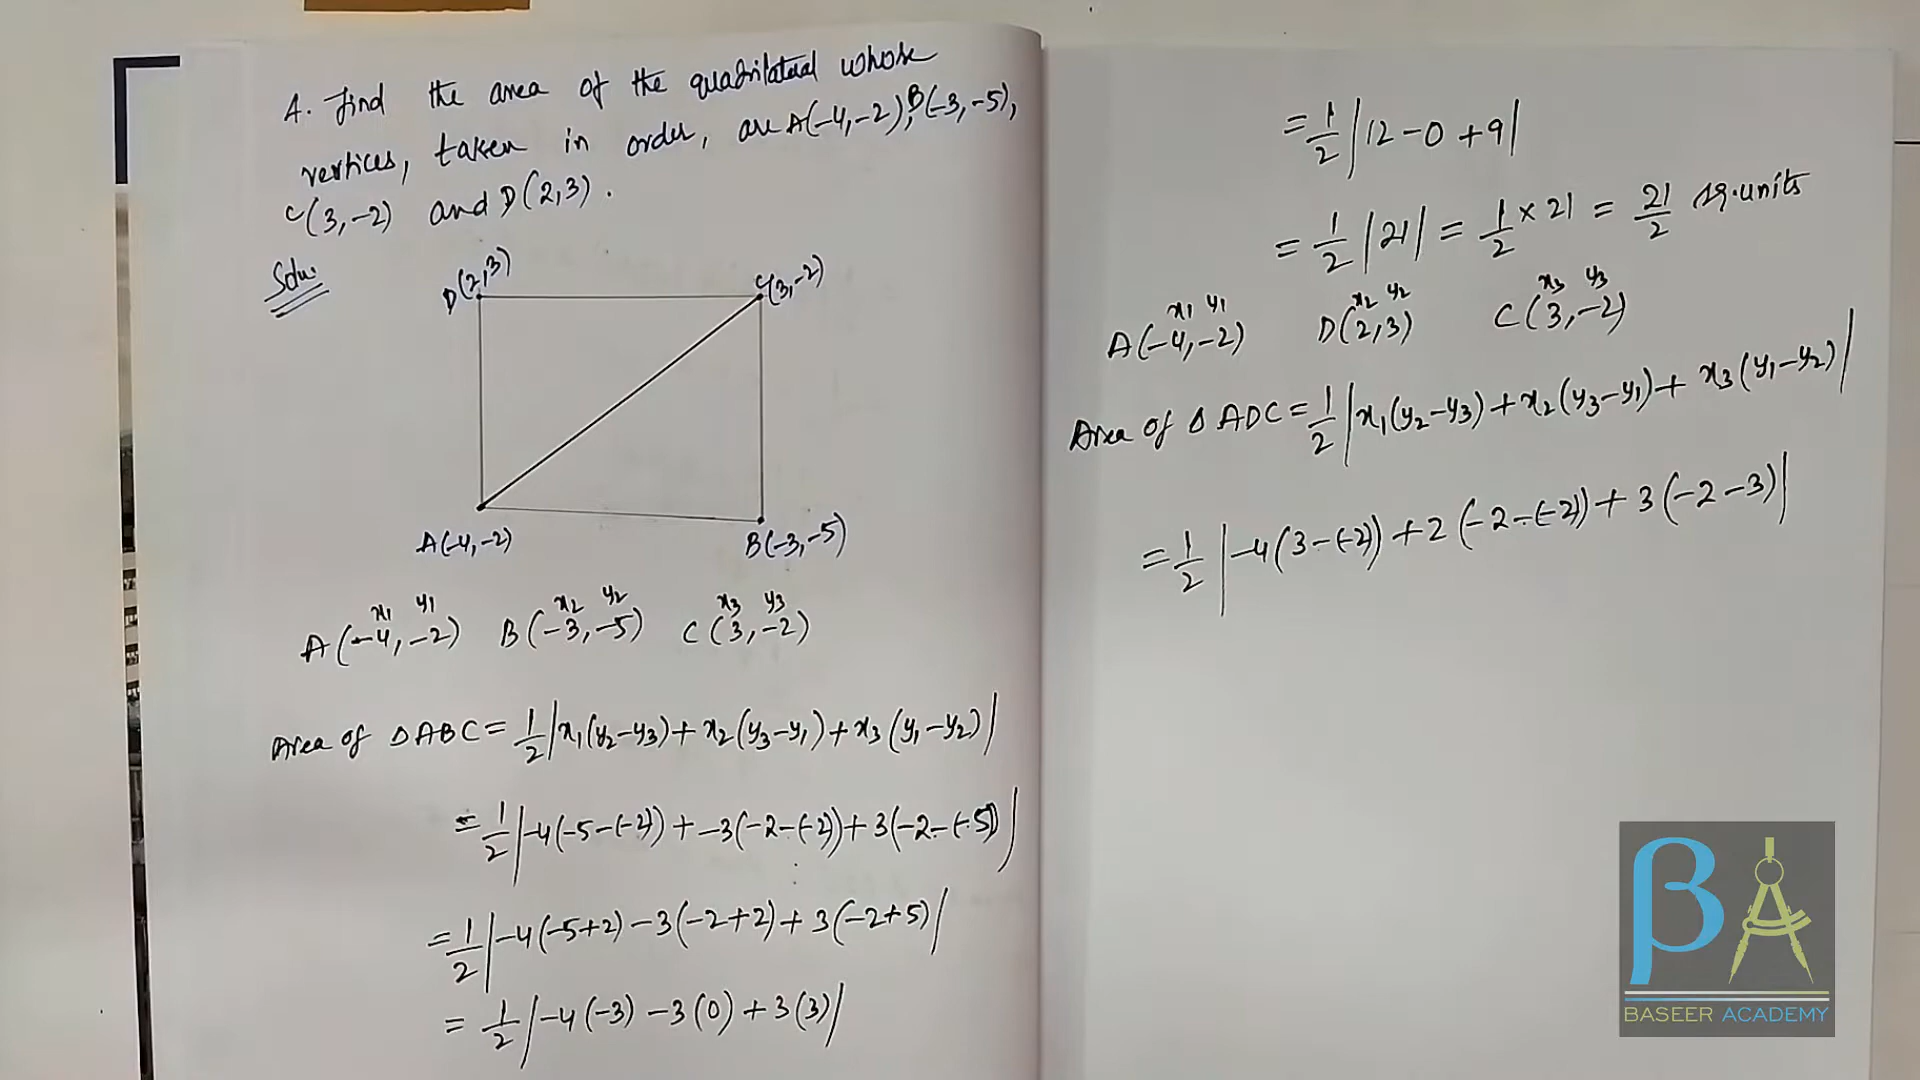 4. Find the area of the quadrilateral whose
vertices, taken in order, are A(-4,-2), B(-3,-5),
C(3,-2) and D(2,3).
Soln.
D(2,3) C(3,-2)
A(-4,-2) B(-3,-5)
x₁ y₁ x₂ y₂ x₃ y₃
A(-4,-2) B(-3,-5) C(3,-2)
Area of Δ ABC = 1/2 |x₁(y₂-y₃) + x₂(y₃-y₁) + x₃(y₁-y₂)|
= 1/2 |-4(-5-(-2)) + -3(-2-(-2)) + 3(-2-(-5))|
= 1/2 |-4(-5+2) -3(-2+2) + 3(-2+5)|
= 1/2 |-4(-3) -3(0) + 3(3)|
= 1/2 |12-0+9|
= 1/2 |21| = 1/2 × 21 = 21/2 sq.units
x₁ y₁ x₂ y₂ x₃ y₃
A(-4,-2) D(2,3) C(3,-2)
Area of Δ ADC = 1/2 |x₁(y₂-y₃) + x₂(y₃-y₁) + x₃(y₁-y₂)|
= 1/2 |-4(3-(-2)) + 2(-2-(-2)) + 3(-2-3)|
βA
BASEER ACADEMY